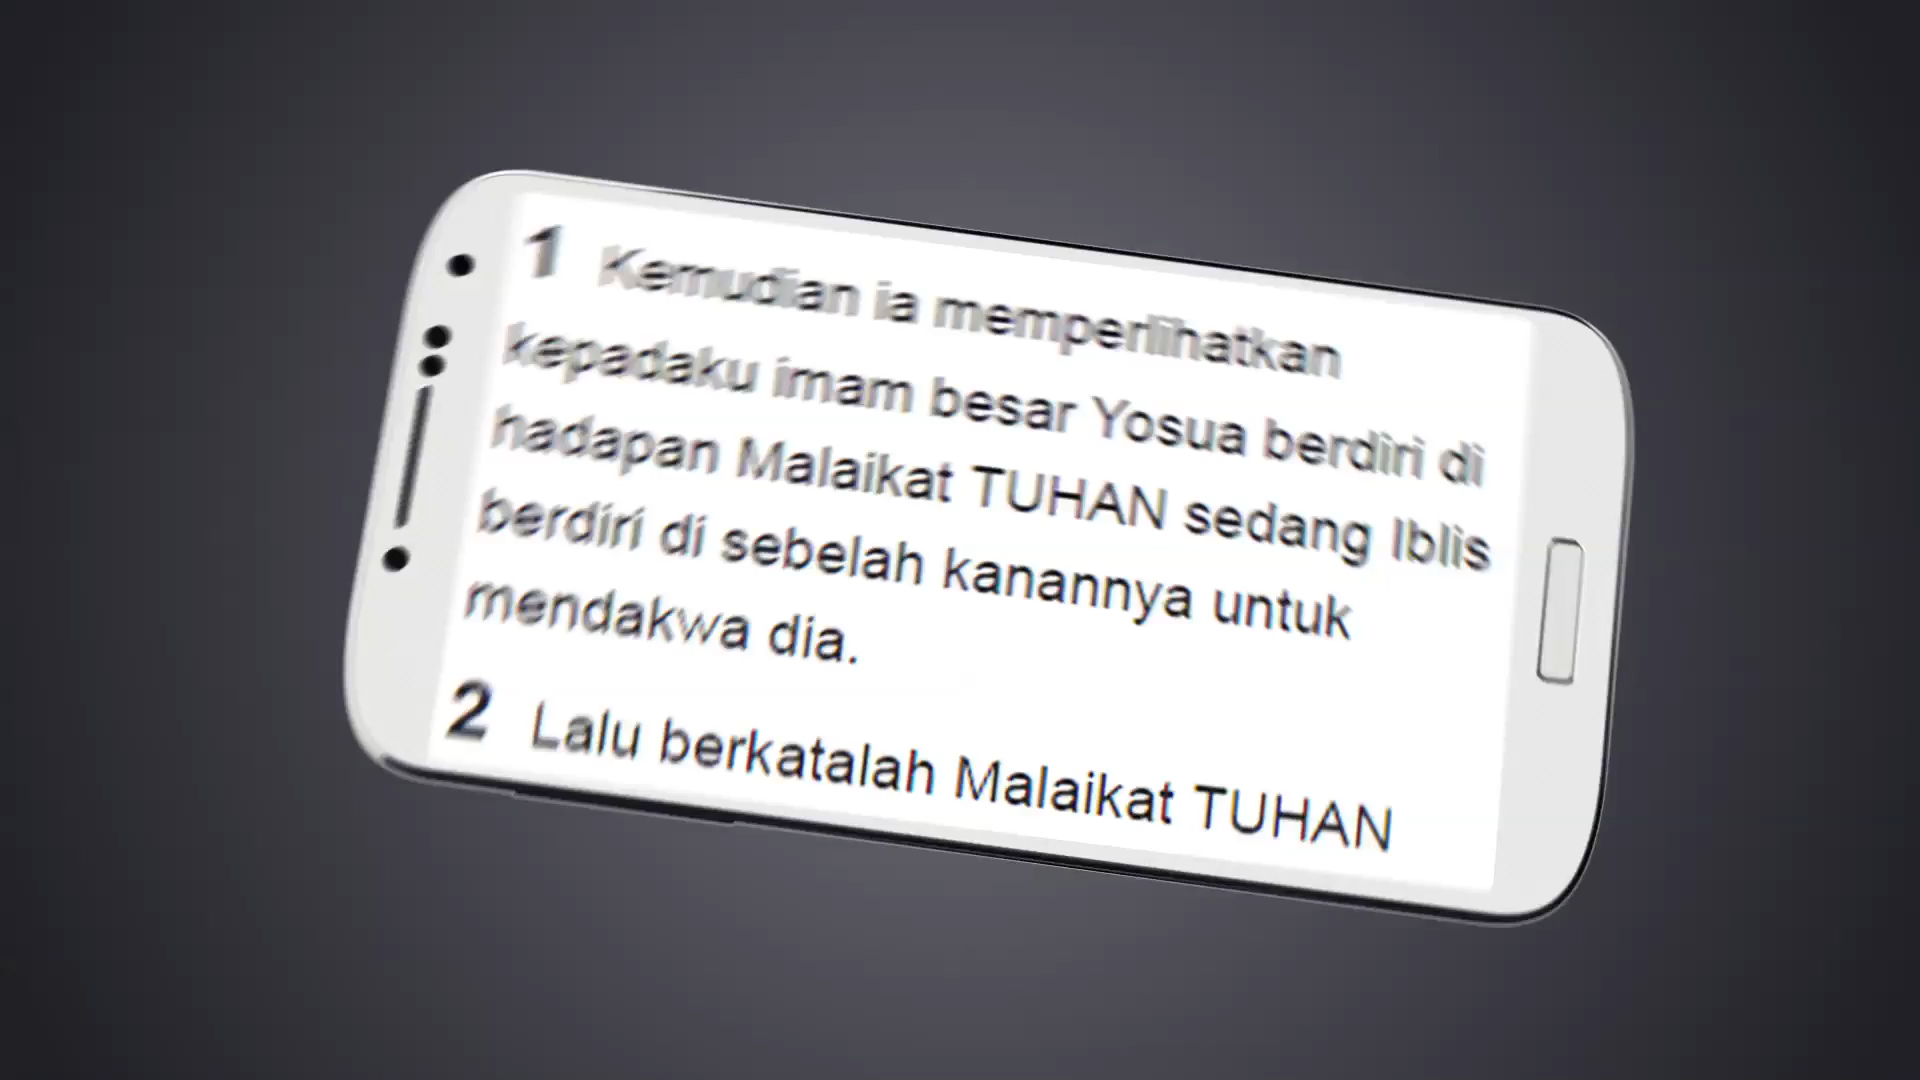 1 Kemudian ia memperlihatkan
kepadaku imam besar Yosua berdiri di
hadapan Malaikat TUHAN sedang Iblis
berdiri di sebelah kanannya untuk
mendakwa dia.
2 Lalu berkatalah Malaikat TUHAN